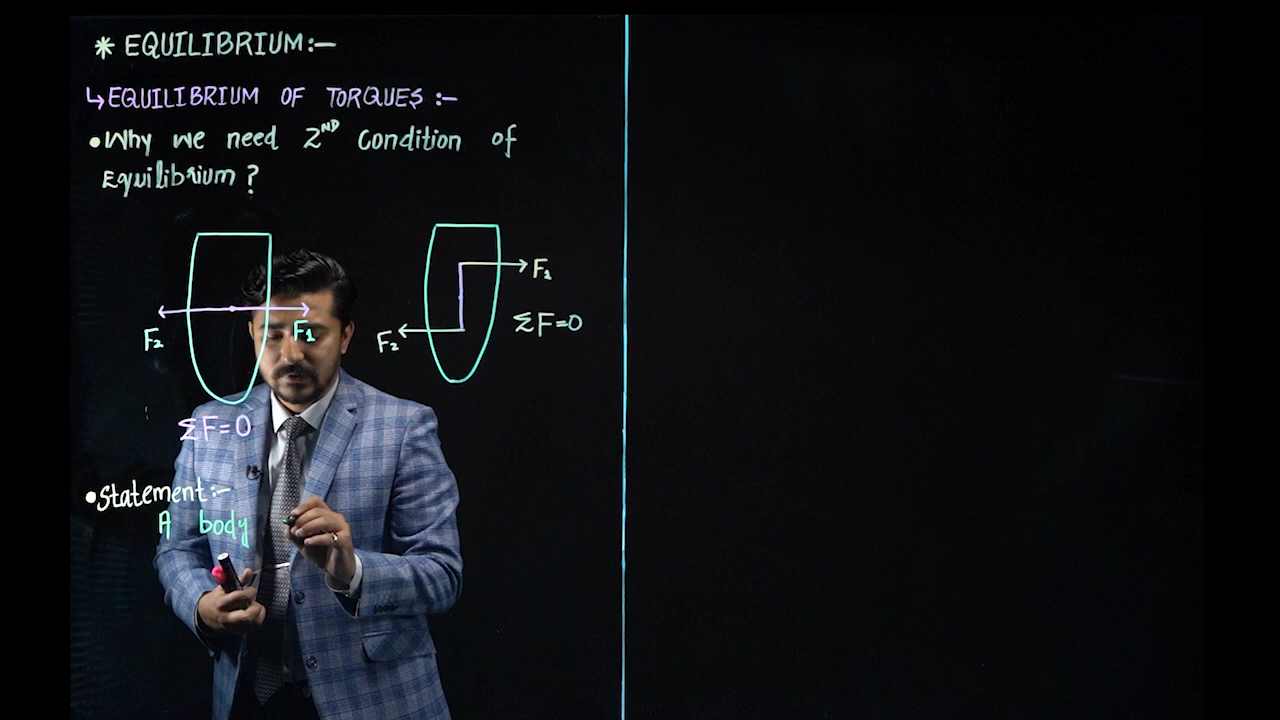 * EQUILIBRIUM:-
↳EQUILIBRIUM OF TORQUES :-
•Why we need 2ND Condition of
Equilibrium?
F2
F1
ΣF=0
F1
F2
ΣF=0
•Statement:-
A body